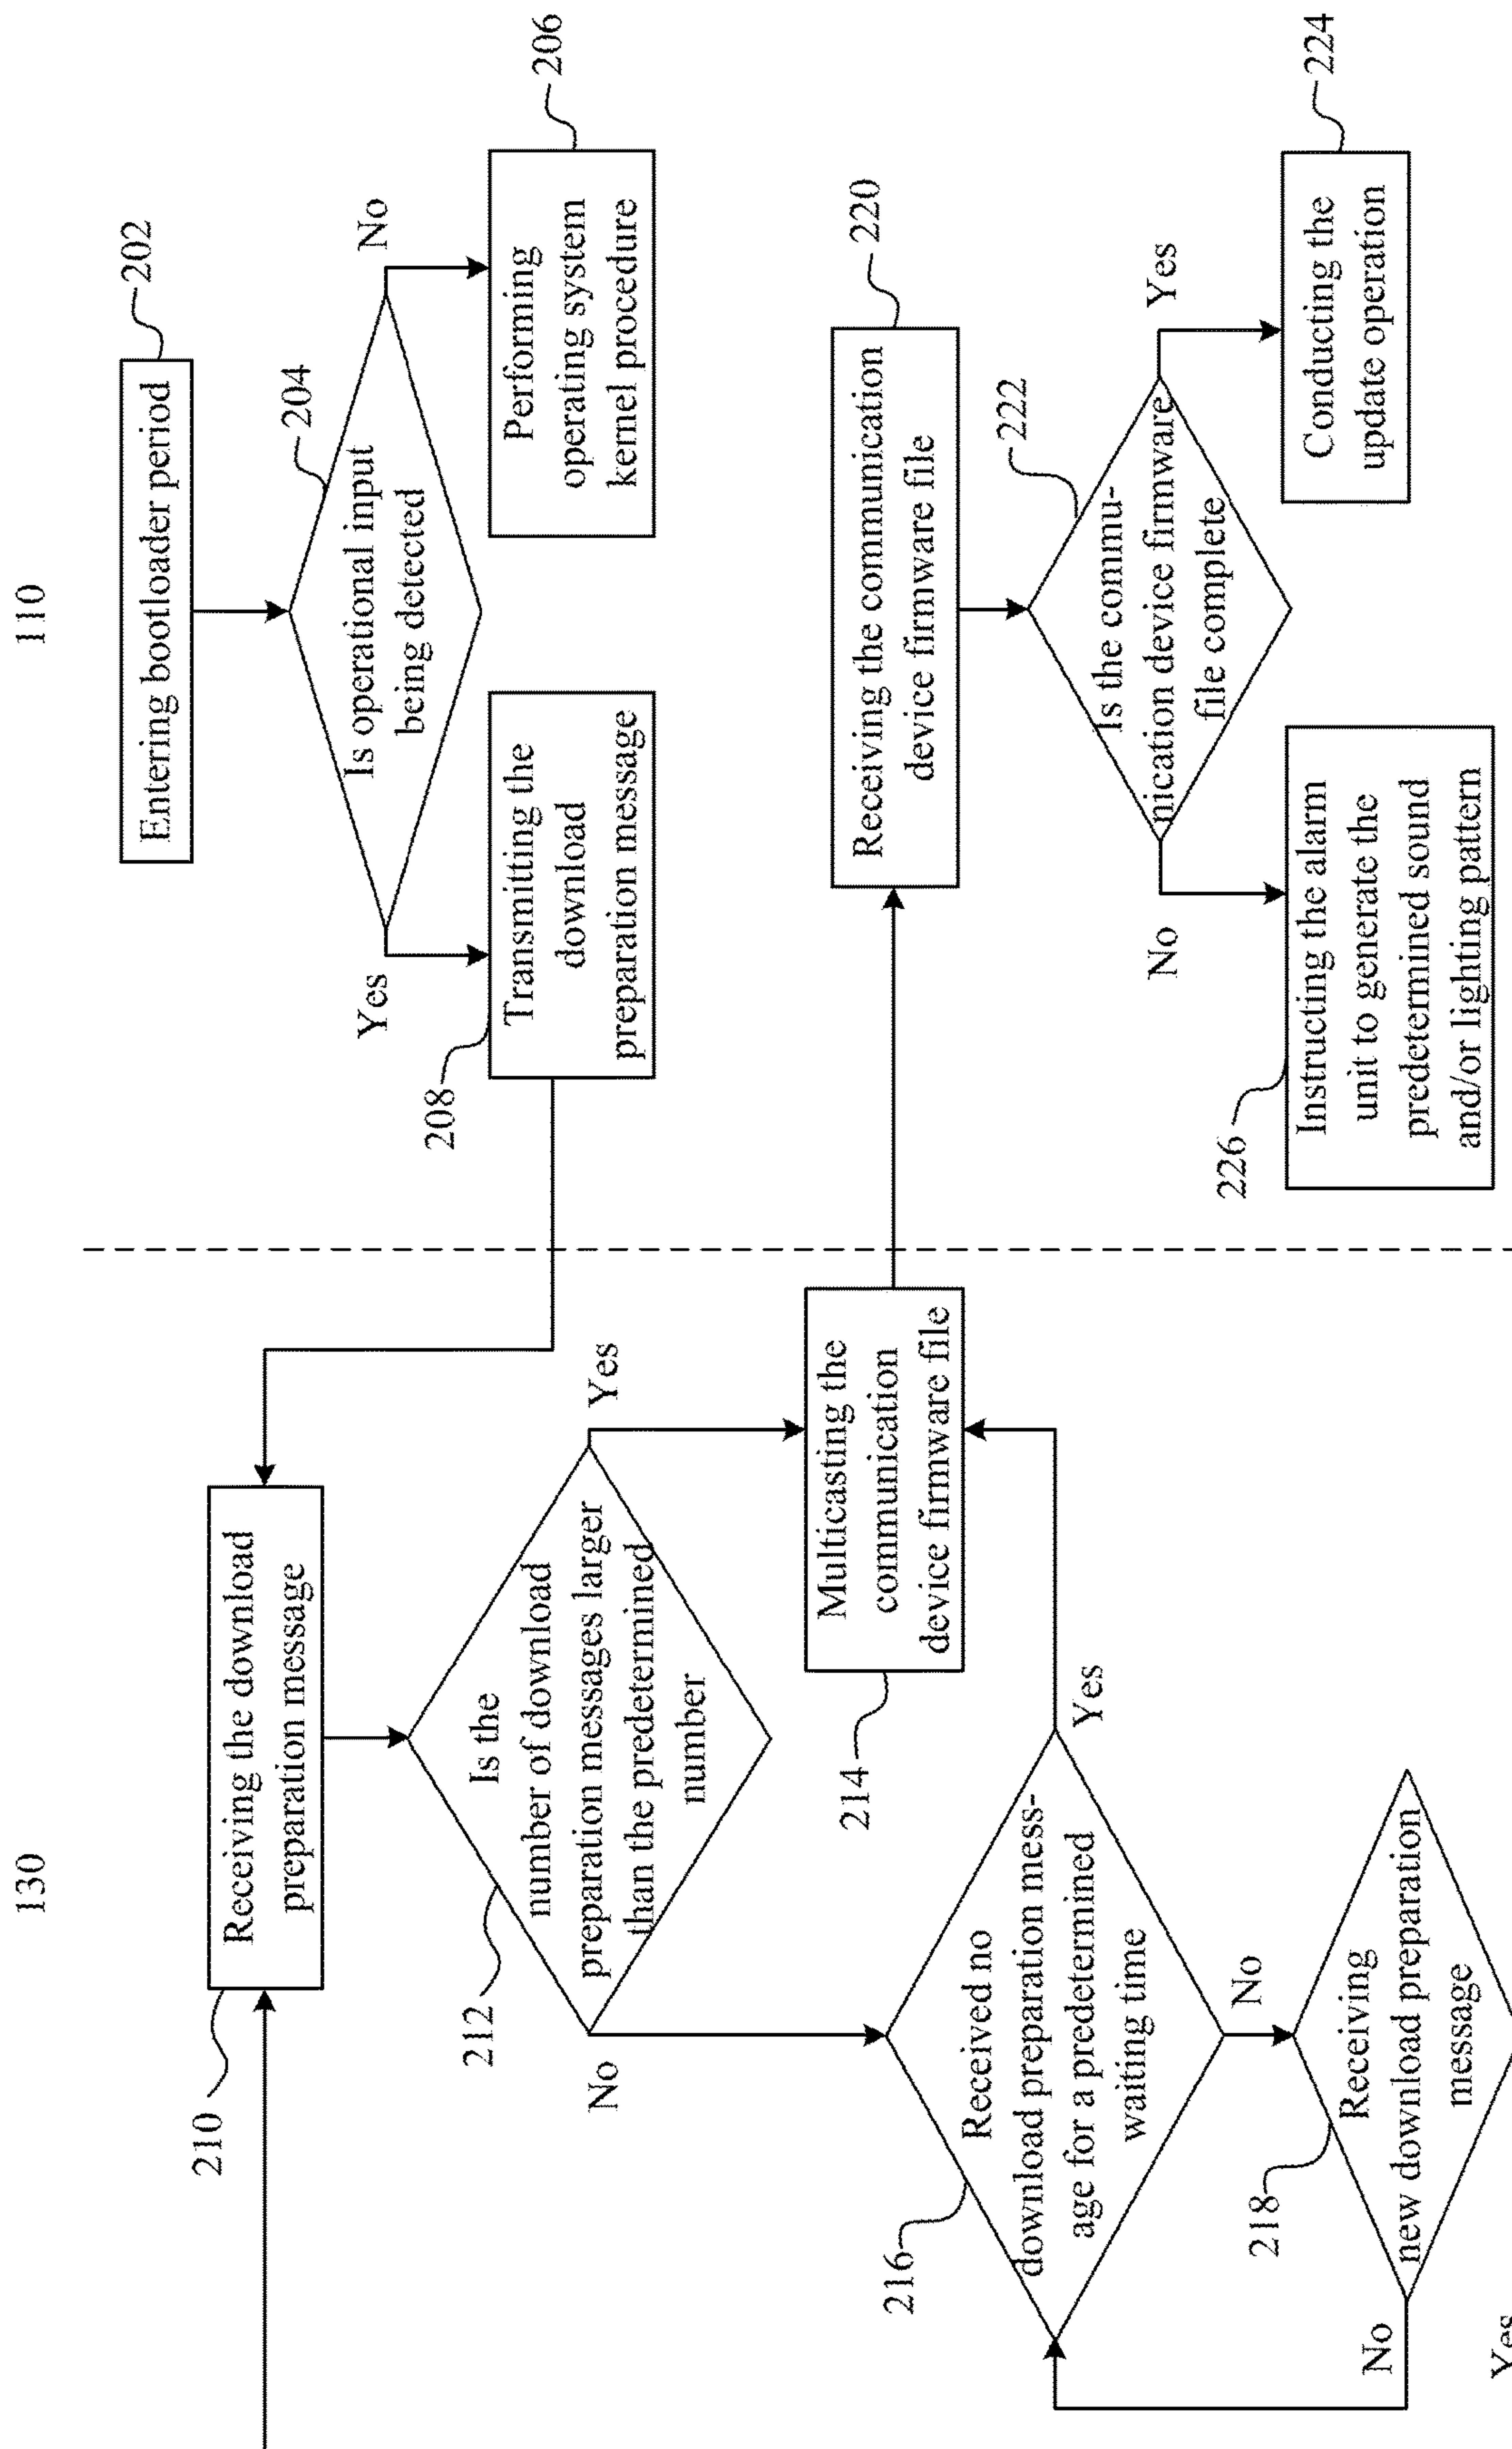 130
110
210
Receiving the download
preparation message
212
Is the
number of download
preparation messages larger
than the predetermined
number
Yes
No
Multicasting the
communication
device firmware file
214
216
Received no
download preparation mess-
age for a predetermined
waiting time
Yes
No
218
Receiving
new download preparation
message
No
Yes
Entering bootloader period
202
204
Is operational input
being detected
Yes
No
208
Transmitting the
download
preparation message
Performing
operating system
kernel procedure
206
Receiving the communication
device firmware file
220
222
Is the commu-
nication device firmware
file complete
No
Yes
226
Instructing the alarm
unit to generate the
predetermined sound
and/or lighting pattern
Conducting the
update operation
224